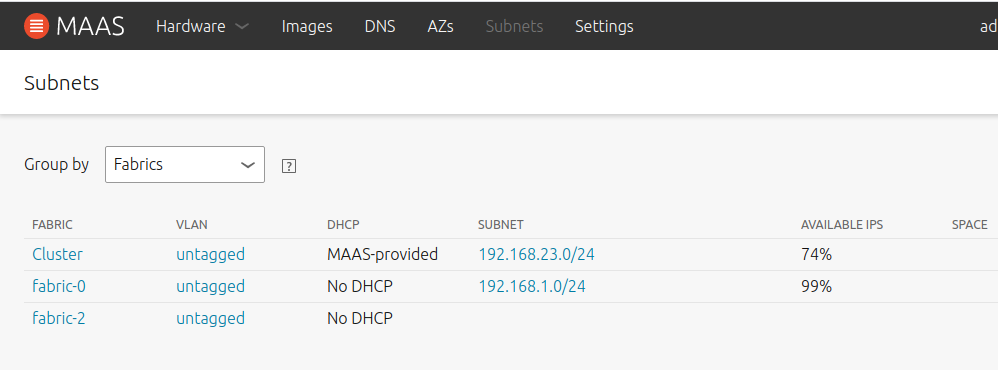 MAAS Hardware Images DNS AZs Subnets Settings ad
Subnets
Group by Fabrics ?
FABRIC VLAN DHCP SUBNET AVAILABLE IPS SPACE
Cluster untagged MAAS-provided 192.168.23.0/24 74%
fabric-0 untagged No DHCP 192.168.1.0/24 99%
fabric-2 untagged No DHCP